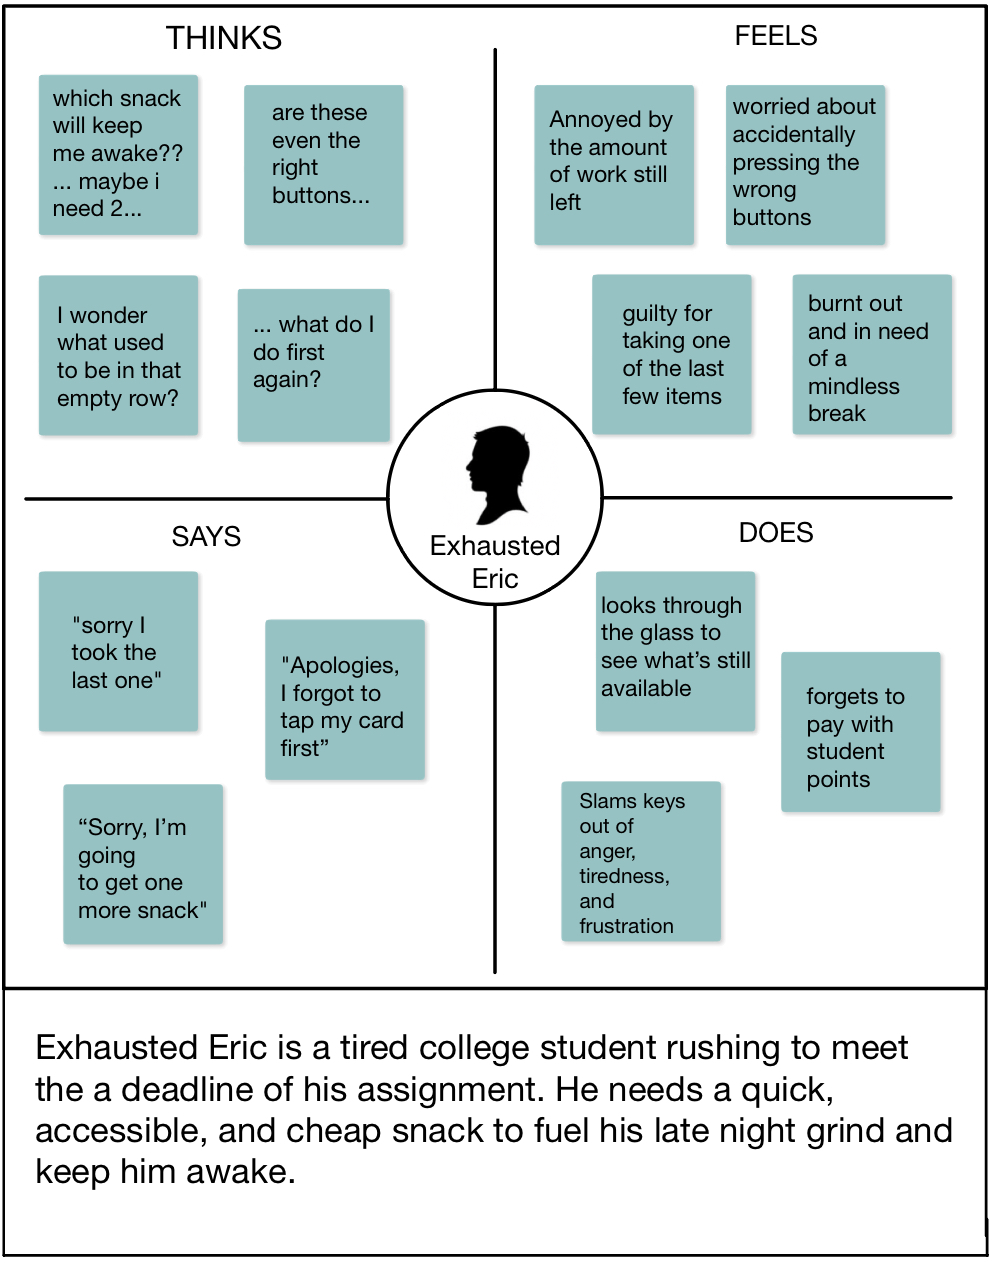 THINKS
which snack
will keep
me awake??
... maybe i
need 2...
are these
even the
right
buttons...
I wonder
what used
to be in that
empty row?
... what do I
do first
again?
FEELS
Annoyed by
the amount
of work still
left
worried about
accidentally
pressing the
wrong
buttons
guilty for
taking one
of the last
few items
burnt out
and in need
of a
mindless
break
Exhausted
Eric
SAYS
"sorry I
took the
last one"
"Apologies,
I forgot to
tap my card
first”
“Sorry, I’m
going
to get one
more snack"
DOES
looks through
the glass to
see what’s still
available
forgets to
pay with
student
points
Slams keys
out of
anger,
tiredness,
and
frustration
Exhausted Eric is a tired college student rushing to meet
the a deadline of his assignment. He needs a quick,
accessible, and cheap snack to fuel his late night grind and
keep him awake.